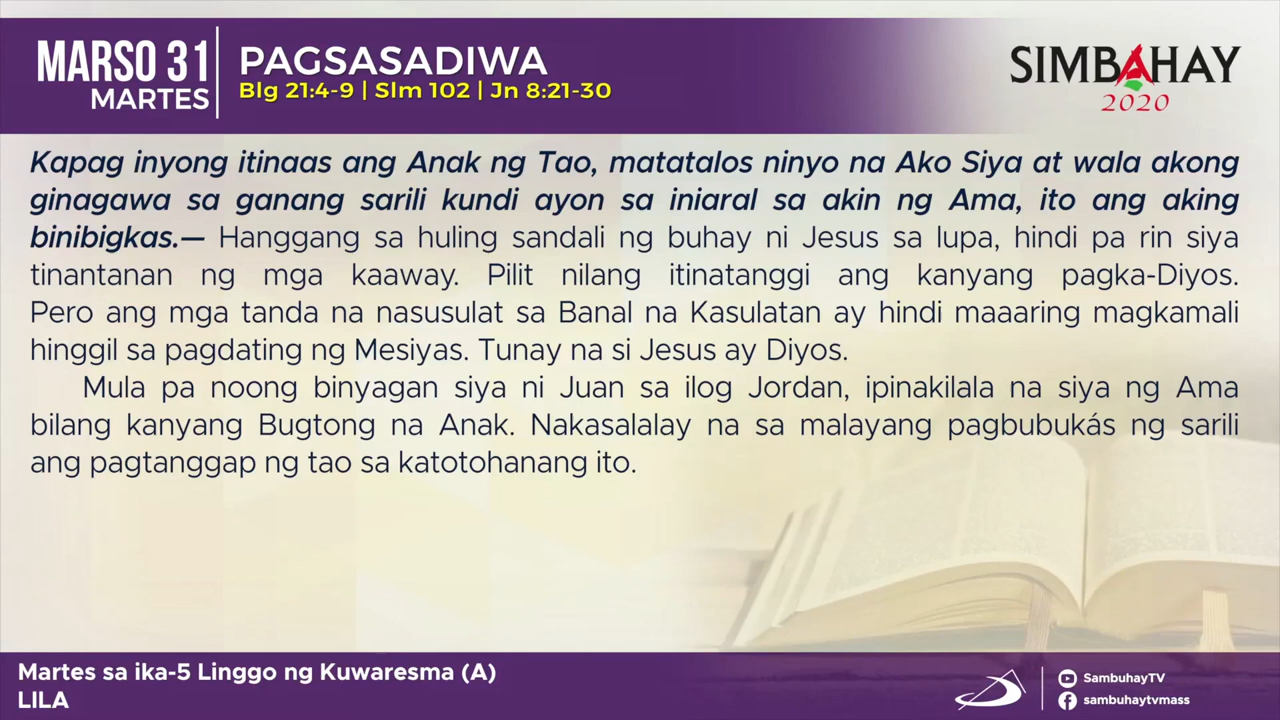 MARSO 31
MARTES
PAGSASADIWA
Blg 21:4-9 | Slm 102 | Jn 8:21-30
SIMBAHAY
2020
Kapag inyong itinaas ang Anak ng Tao, matatalos ninyo na Ako Siya at wala akong
ginagawa sa ganang sarili kundi ayon sa iniaral sa akin ng Ama, ito ang aking
binibigkas.— Hanggang sa huling sandali ng buhay ni Jesus sa lupa, hindi pa rin siya
tinantanan ng mga kaaway. Pilit nilang itinatanggi ang kanyang pagka-Diyos.
Pero ang mga tanda na nasusulat sa Banal na Kasulatan ay hindi maaaring magkamali
hinggil sa pagdating ng Mesiyas. Tunay na si Jesus ay Diyos.
Mula pa noong binyagan siya ni Juan sa ilog Jordan, ipinakilala na siya ng Ama
bilang kanyang Bugtong na Anak. Nakasalalay na sa malayang pagbubukás ng sarili
ang pagtanggap ng tao sa katotohanang ito.
Martes sa ika-5 Linggo ng Kuwaresma (A)
LILA
SambuhayTV
sambuhaytvmass